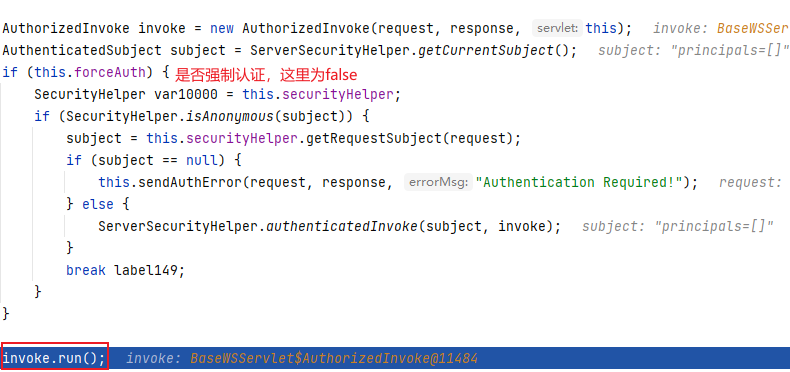 AuthorizedInvoke invoke = new AuthorizedInvoke(request, response, servlet: this); invoke: BaseWSSer
AuthenticatedSubject subject = ServerSecurityHelper.getCurrentSubject(); subject: "principals=[]"
if (this.forceAuth) { 是否强制认证，这里为false
SecurityHelper var10000 = this.securityHelper;
if (SecurityHelper.isAnonymous(subject)) {
subject = this.securityHelper.getRequestSubject(request);
if (subject == null) {
this.sendAuthError(request, response, errorMsg: "Authentication Required!"); request:
} else {
ServerSecurityHelper.authenticatedInvoke(subject, invoke); subject: "principals=[]"
}
break label149;
}
}
invoke.run(); invoke: BaseWSServlet$AuthorizedInvoke@11484